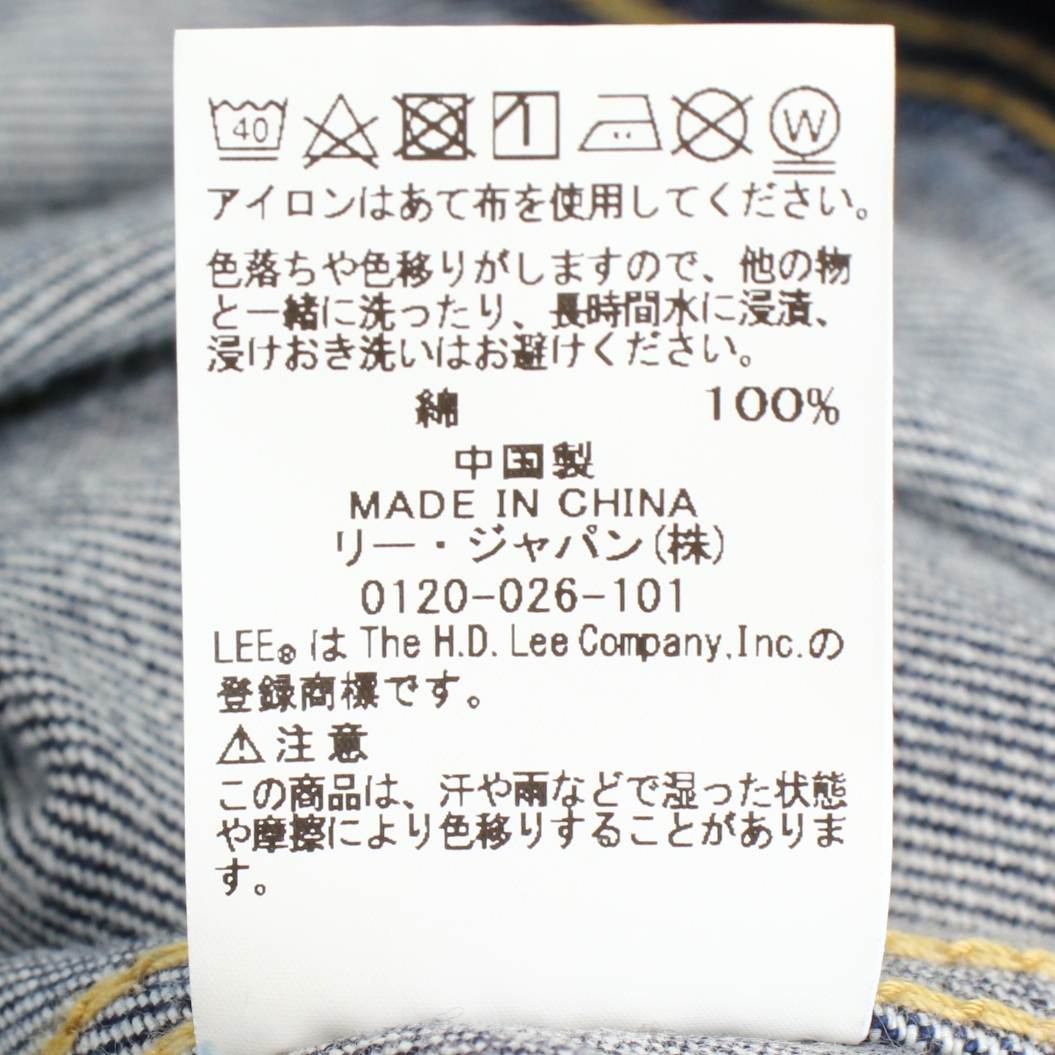 40 W
アイロンはあて布を使用してください。
色落ちや色移りがしますので、他の物
と一緒に洗ったり、長時間水に浸漬、
浸けおき洗いはお避けください。
綿 100%
中国製
MADE IN CHINA
リー・ジャパン(株)
0120-026-101
LEE® は The H.D. Lee Company,Inc.の
登録商標です。
⚠注意
この商品は、汗や雨などで湿った状態
や摩擦により色移りすることがありま
す。